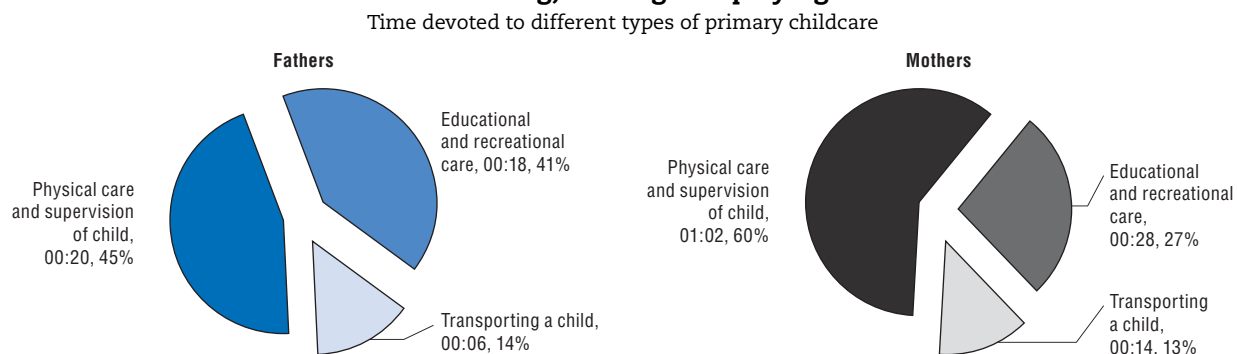 Time devoted to different types of primary childcare
Fathers
Educational
and recreational
care, 00:18, 41%
Physical care
and supervision
of child,
00:20, 45%
Transporting a child,
00:06, 14%
Mothers
Physical care
and supervision
of child,
01:02, 60%
Educational
and recreational
care,
00:28, 27%
Transporting
a child,
00:14, 13%